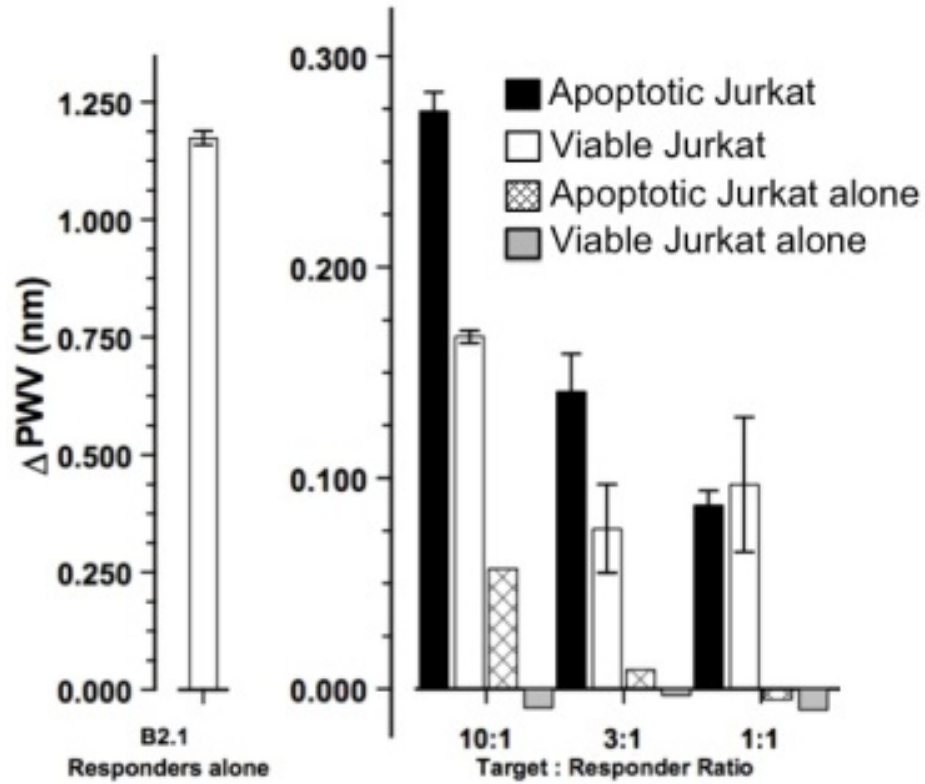 ΔPWV (nm)
1.250
1.000
0.750
0.500
0.250
0.000
B2.1
Responders alone
0.300
0.200
0.100
0.000
Apoptotic Jurkat
Viable Jurkat
Apoptotic Jurkat alone
Viable Jurkat alone
10:1 3:1 1:1
Target : Responder Ratio